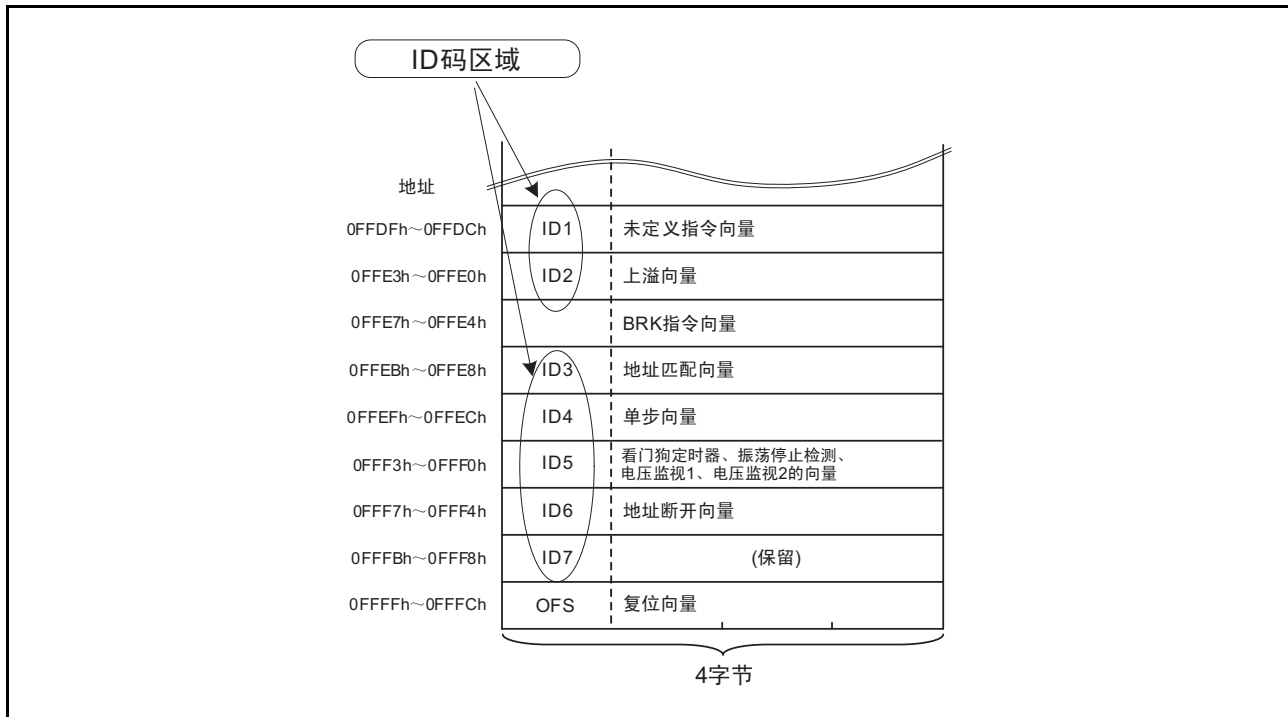 ID码区域
地址
0FFDFh～0FFDCh ID1 未定义指令向量
0FFE3h～0FFE0h ID2 上溢向量
0FFE7h～0FFE4h BRK指令向量
0FFEBh～0FFE8h ID3 地址匹配向量
0FFEFh～0FFECh ID4 单步向量
0FFF3h～0FFF0h ID5 看门狗定时器、振荡停止检测、
电压监视1、电压监视2的向量
0FFF7h～0FFF4h ID6 地址断开向量
0FFFBh～0FFF8h ID7 (保留)
0FFFFh～0FFFCh OFS 复位向量
4字节